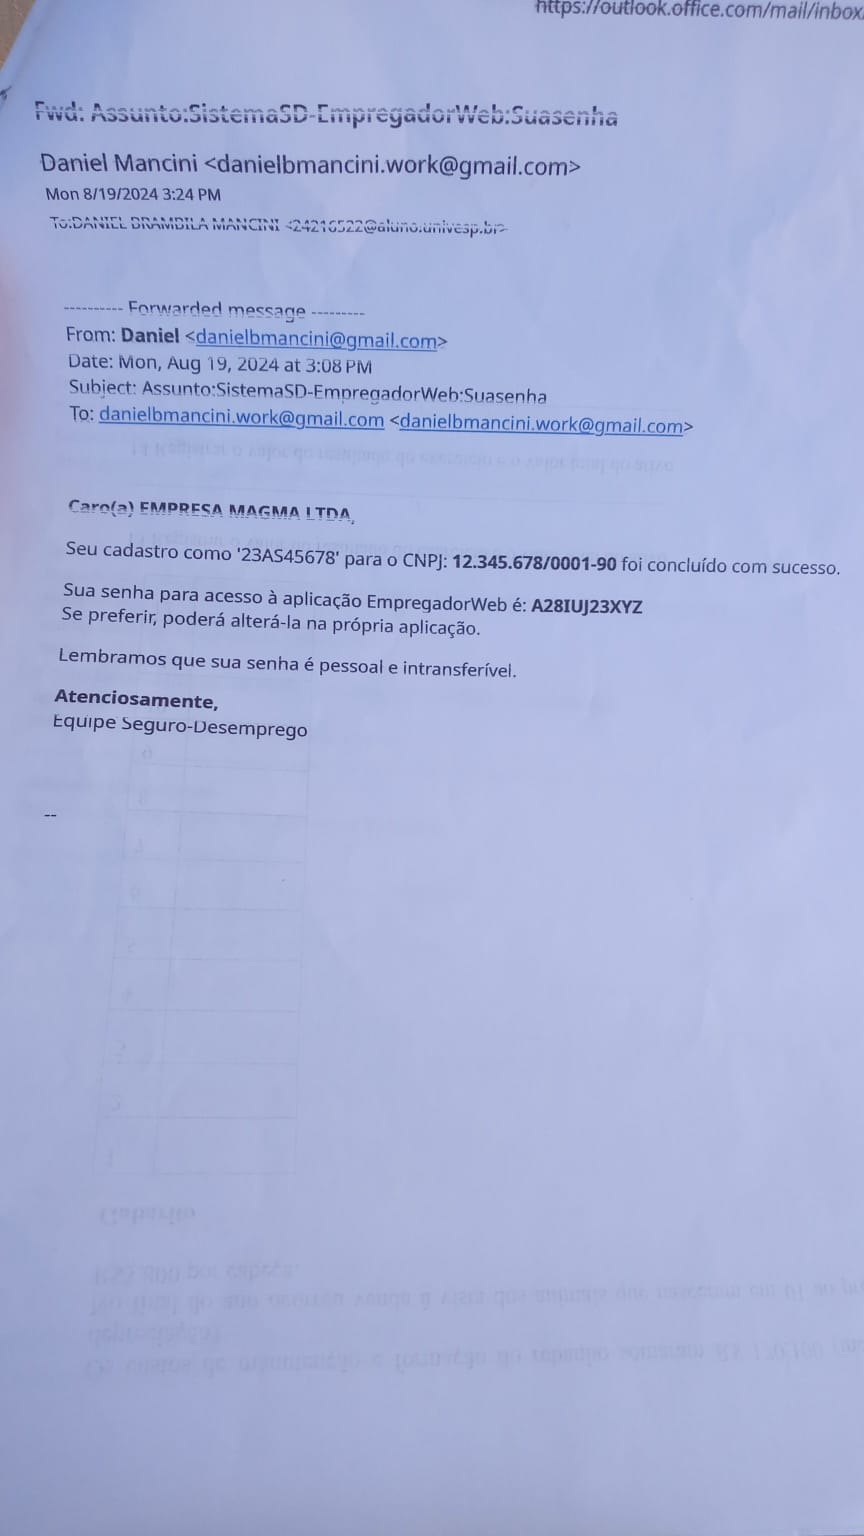 https://outlook.office.com/mail/inbox/
Fwd: Assunto:SistemaSD-EmpregadorWeb:Suasenha
Daniel Mancini <danielbmancini.work@gmail.com>
Mon 8/19/2024 3:24 PM
To:DANIEL BRAMBILA MANCINI <24216522@aluno.univesp.br>
---------- Forwarded message ---------
From: Daniel <danielbmancini@gmail.com>
Date: Mon, Aug 19, 2024 at 3:08 PM
Subject: Assunto:SistemaSD-EmpregadorWeb:Suasenha
To: danielbmancini.work@gmail.com <danielbmancini.work@gmail.com>
Caro(a) EMPRESA MAGMA LTDA,
Seu cadastro como '23AS45678' para o CNPJ: 12.345.678/0001-90 foi concluído com sucesso.
Sua senha para acesso à aplicação EmpregadorWeb é: A28IUJ23XYZ
Se preferir, poderá alterá-la na própria aplicação.
Lembramos que sua senha é pessoal e intransferível.
Atenciosamente,
Equipe Seguro-Desemprego
--
Gabarito